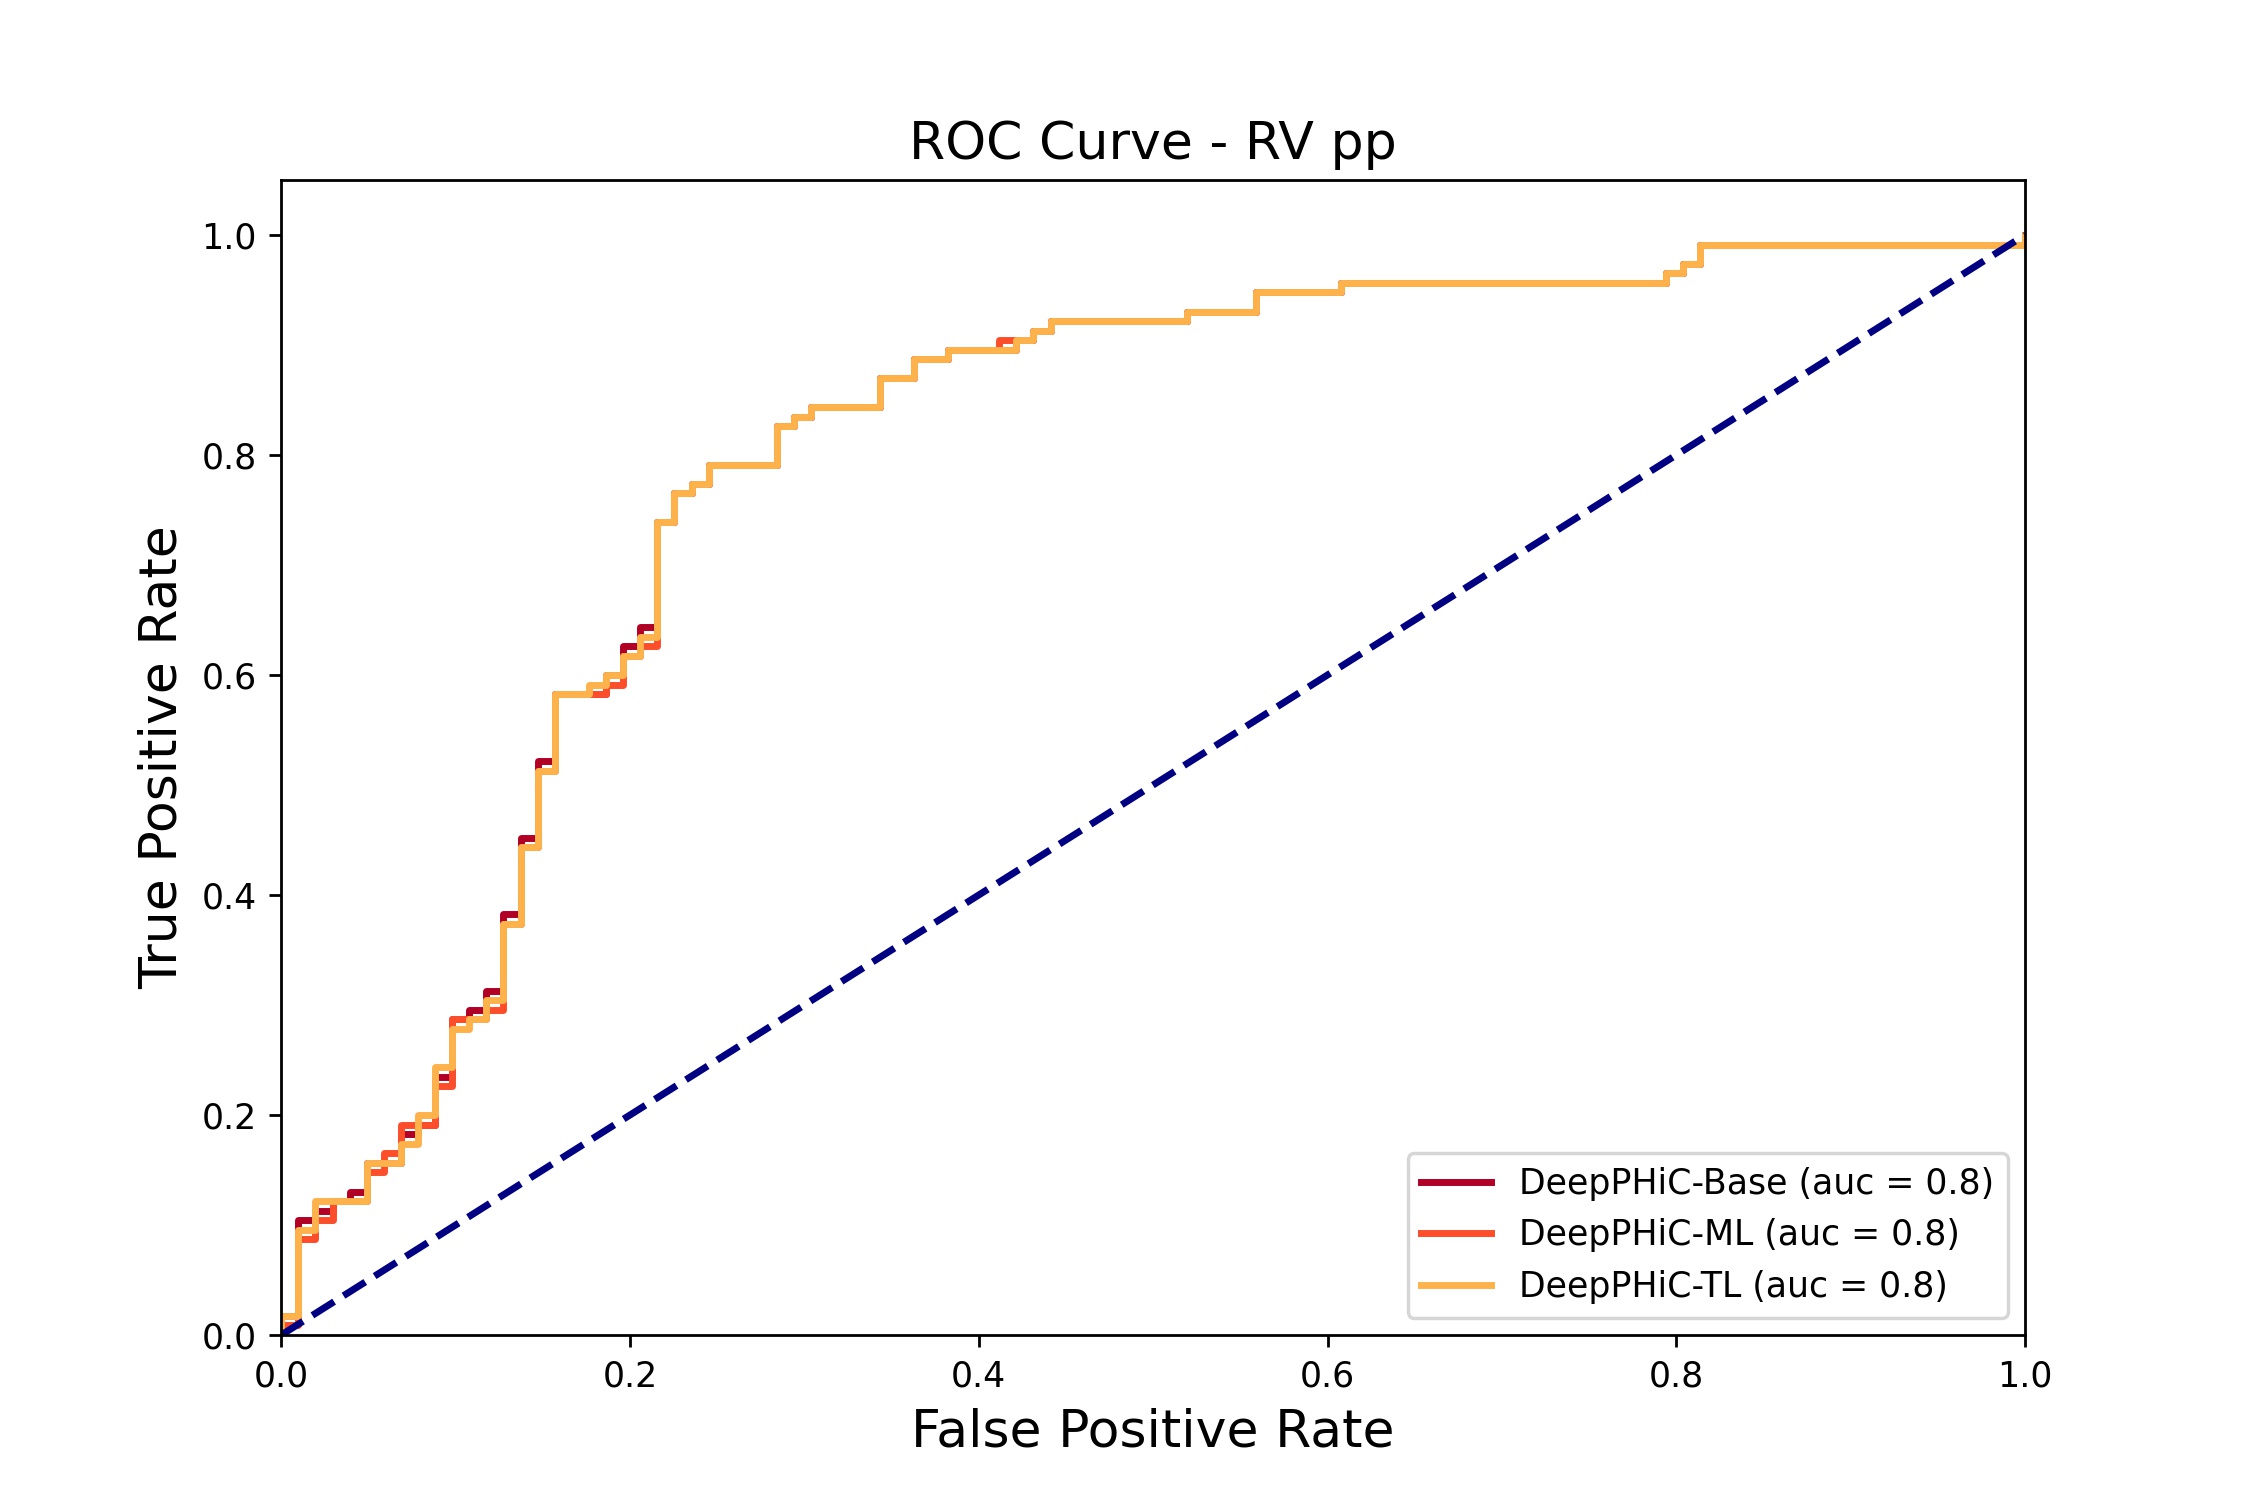 ROC Curve - RV pp
True Positive Rate
1.0
0.8
0.6
0.4
0.2
0.0
0.0 0.2 0.4 0.6 0.8 1.0
False Positive Rate
DeepPHiC-Base (auc = 0.8)
DeepPHiC-ML (auc = 0.8)
DeepPHiC-TL (auc = 0.8)